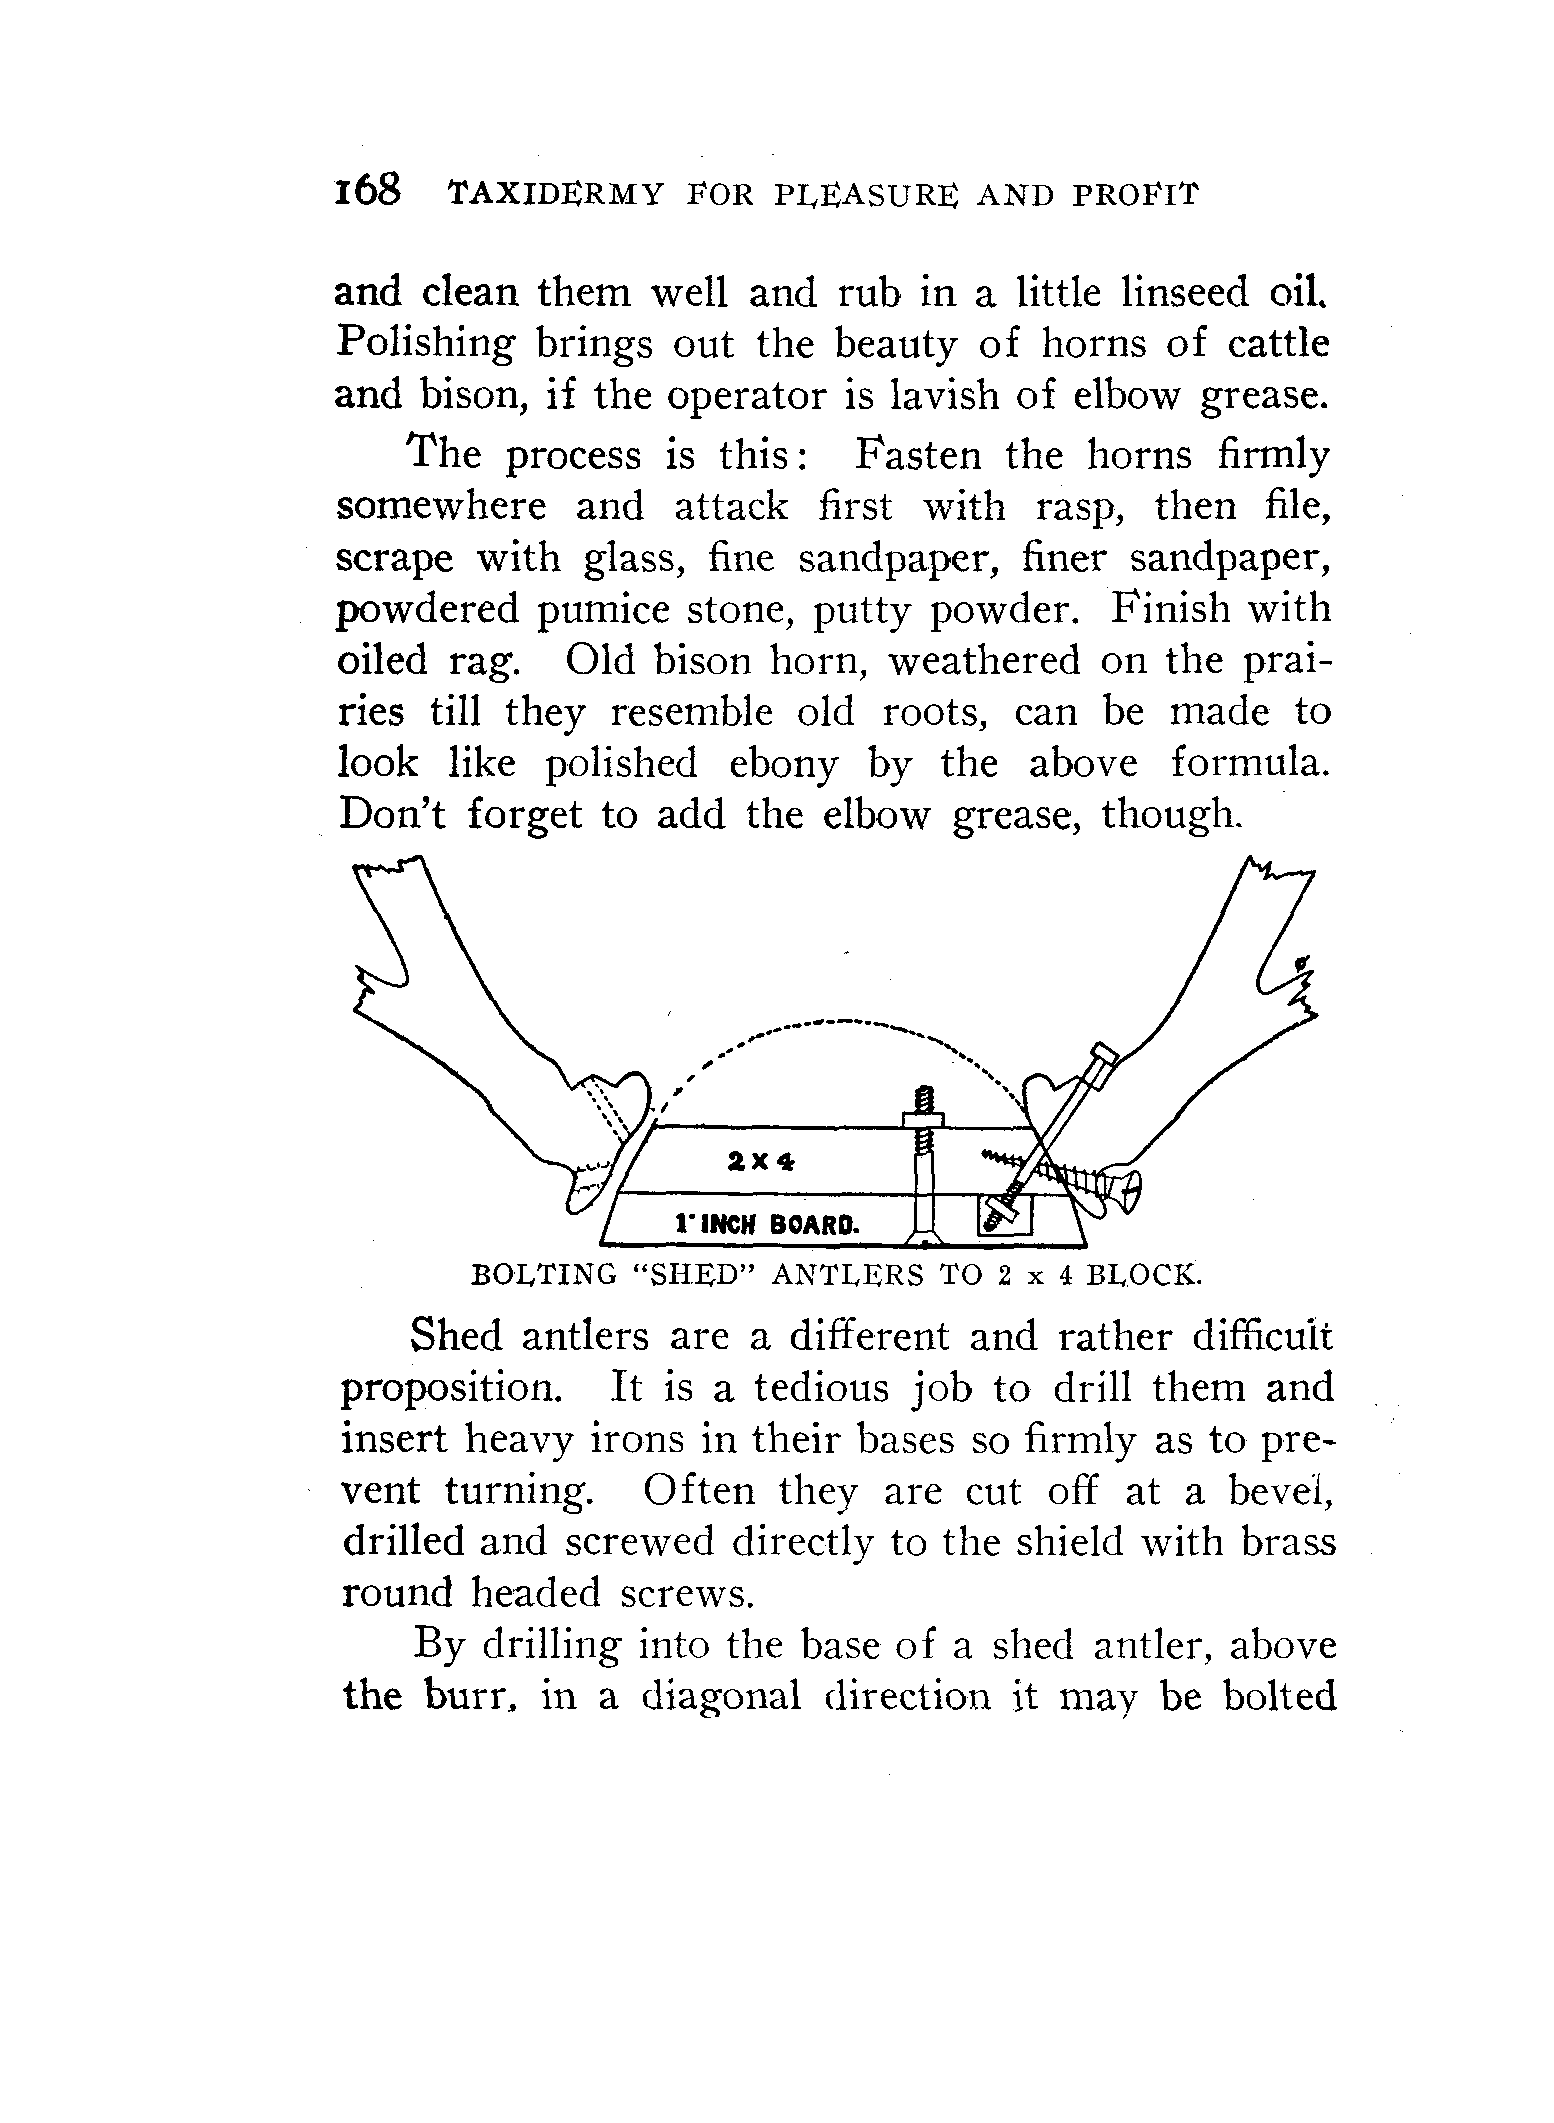 168 TAXIDERMY FOR PLEASURE AND PROFIT
and clean them well and rub in a little linseed oil.
Polishing brings out the beauty of horns of cattle
and bison, if the operator is lavish of elbow grease.
The process is this: Fasten the horns firmly
somewhere and attack first with rasp, then file,
scrape with glass, fine sandpaper, finer sandpaper,
powdered pumice stone, putty powder. Finish with
oiled rag. Old bison horn, weathered on the prai-
ries till they resemble old roots, can be made to
look like polished ebony by the above formula.
Don't forget to add the elbow grease, though.
2 X 4
1" INCH BOARD.
BOLTING “SHED” ANTLERS TO 2 x 4 BLOCK.
Shed antlers are a different and rather difficult
proposition. It is a tedious job to drill them and
insert heavy irons in their bases so firmly as to pre-
vent turning. Often they are cut off at a bevel,
drilled and screwed directly to the shield with brass
round headed screws.
By drilling into the base of a shed antler, above
the burr, in a diagonal direction it may be bolted